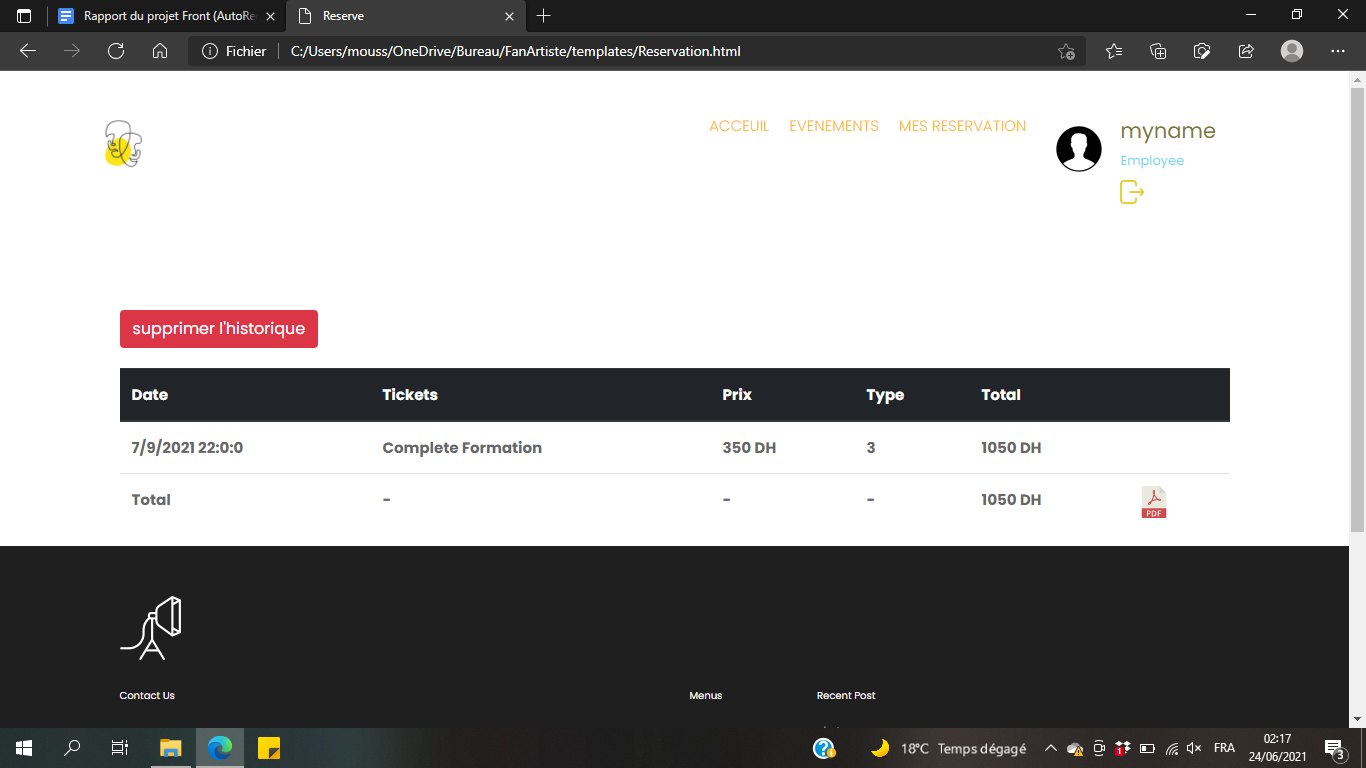 Rapport du projet Front (AutoRe
Reserve
Fichier
C:/Users/mouss/OneDrive/Bureau/FanArtiste/templates/Reservation.html
ACCEUIL EVENEMENTS MES RESERVATION
myname
Employee
supprimer l'historique
Date Tickets Prix Type Total
7/9/2021 22:0:0 Complete Formation 350 DH 3 1050 DH
Total - - - 1050 DH
PDF
Contact Us Menus Recent Post
18°C Temps dégagé
FRA
02:17
24/06/2021
3